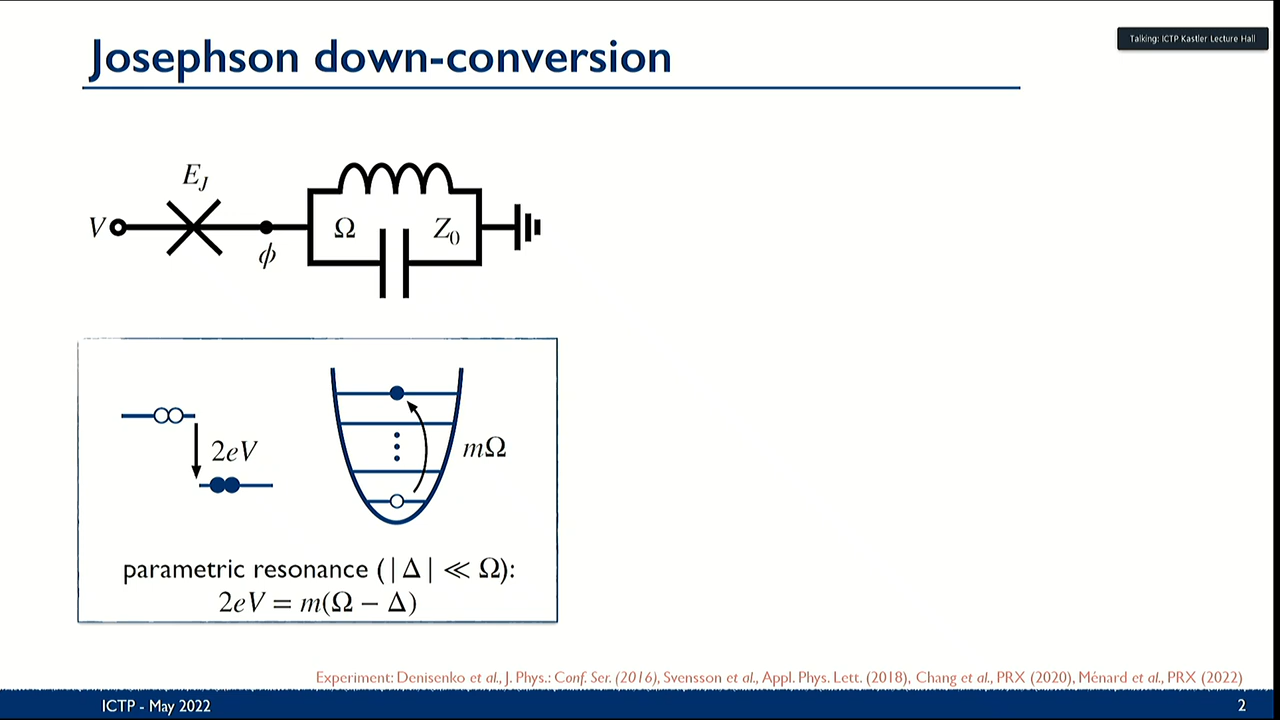 Josephson down-conversion
Talking: ICTP Kastler Lecture Hall
E_J
V
ϕ
Ω
Z_0
2eV
mΩ
parametric resonance (|Δ| ≪ Ω):
2eV = m(Ω − Δ)
Experiment: Denisenko et al., J. Phys.: Conf. Ser. (2016), Svensson et al., Appl. Phys. Lett. (2018), Chang et al., PRX (2020), Ménard et al., PRX (2022)
ICTP - May 2022
2